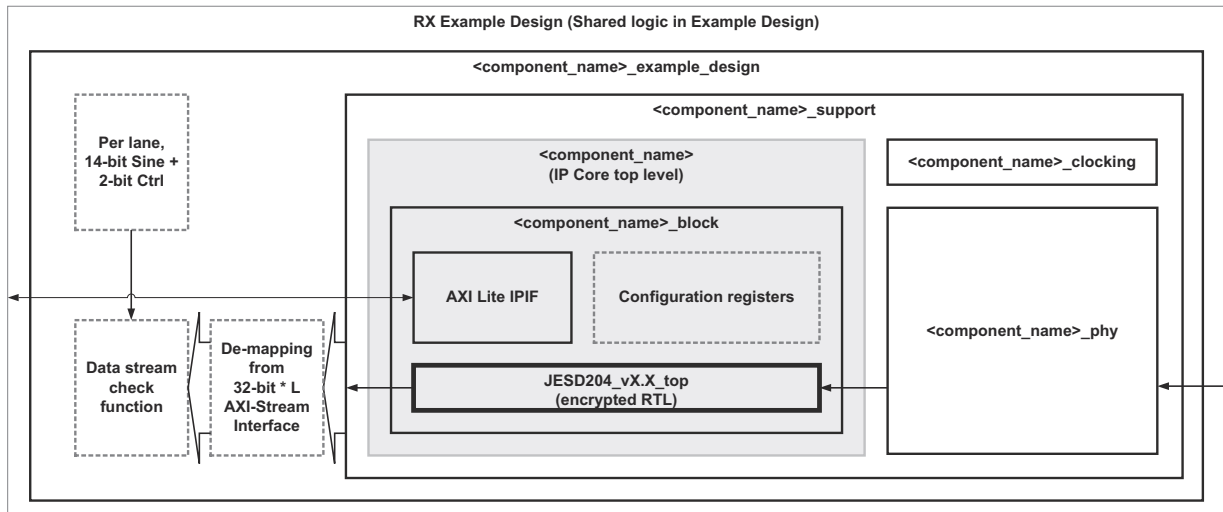 RX Example Design (Shared logic in Example Design)
<component_name>_example_design
Per lane,
14-bit Sine +
2-bit Ctrl
<component_name>_support
<component_name>
(IP Core top level)
<component_name>_clocking
<component_name>_block
AXI Lite IPIF
Configuration registers
<component_name>_phy
Data stream
check
function
De-mapping
from
32-bit * L
AXI-Stream
Interface
JESD204_vX.X_top
(encrypted RTL)